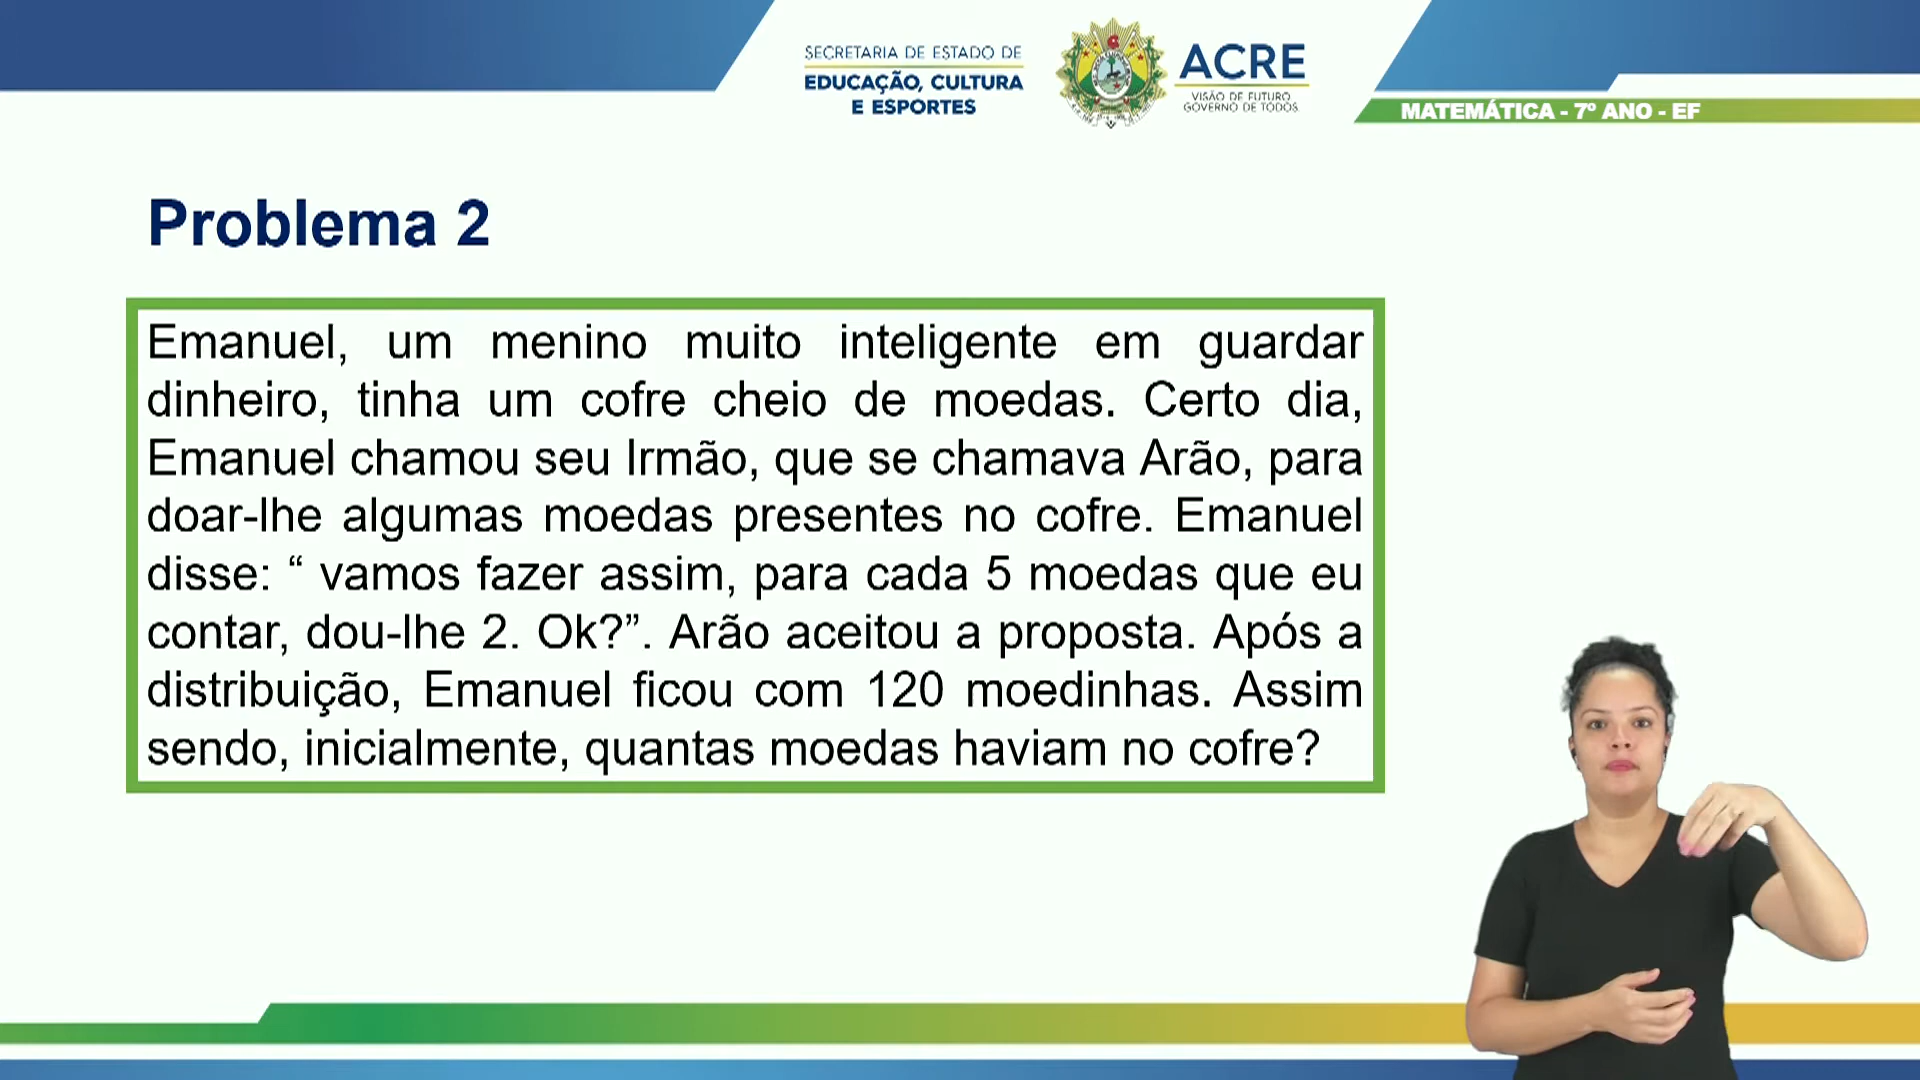 SECRETARIA DE ESTADO DE
EDUCAÇÃO, CULTURA
E ESPORTES
ACRE
VISÃO DE FUTURO
GOVERNO DE TODOS
MATEMÁTICA - 7º ANO - EF
Problema 2
Emanuel, um menino muito inteligente em guardar
dinheiro, tinha um cofre cheio de moedas. Certo dia,
Emanuel chamou seu Irmão, que se chamava Arão, para
doar-lhe algumas moedas presentes no cofre. Emanuel
disse: “ vamos fazer assim, para cada 5 moedas que eu
contar, dou-lhe 2. Ok?”. Arão aceitou a proposta. Após a
distribuição, Emanuel ficou com 120 moedinhas. Assim
sendo, inicialmente, quantas moedas haviam no cofre?